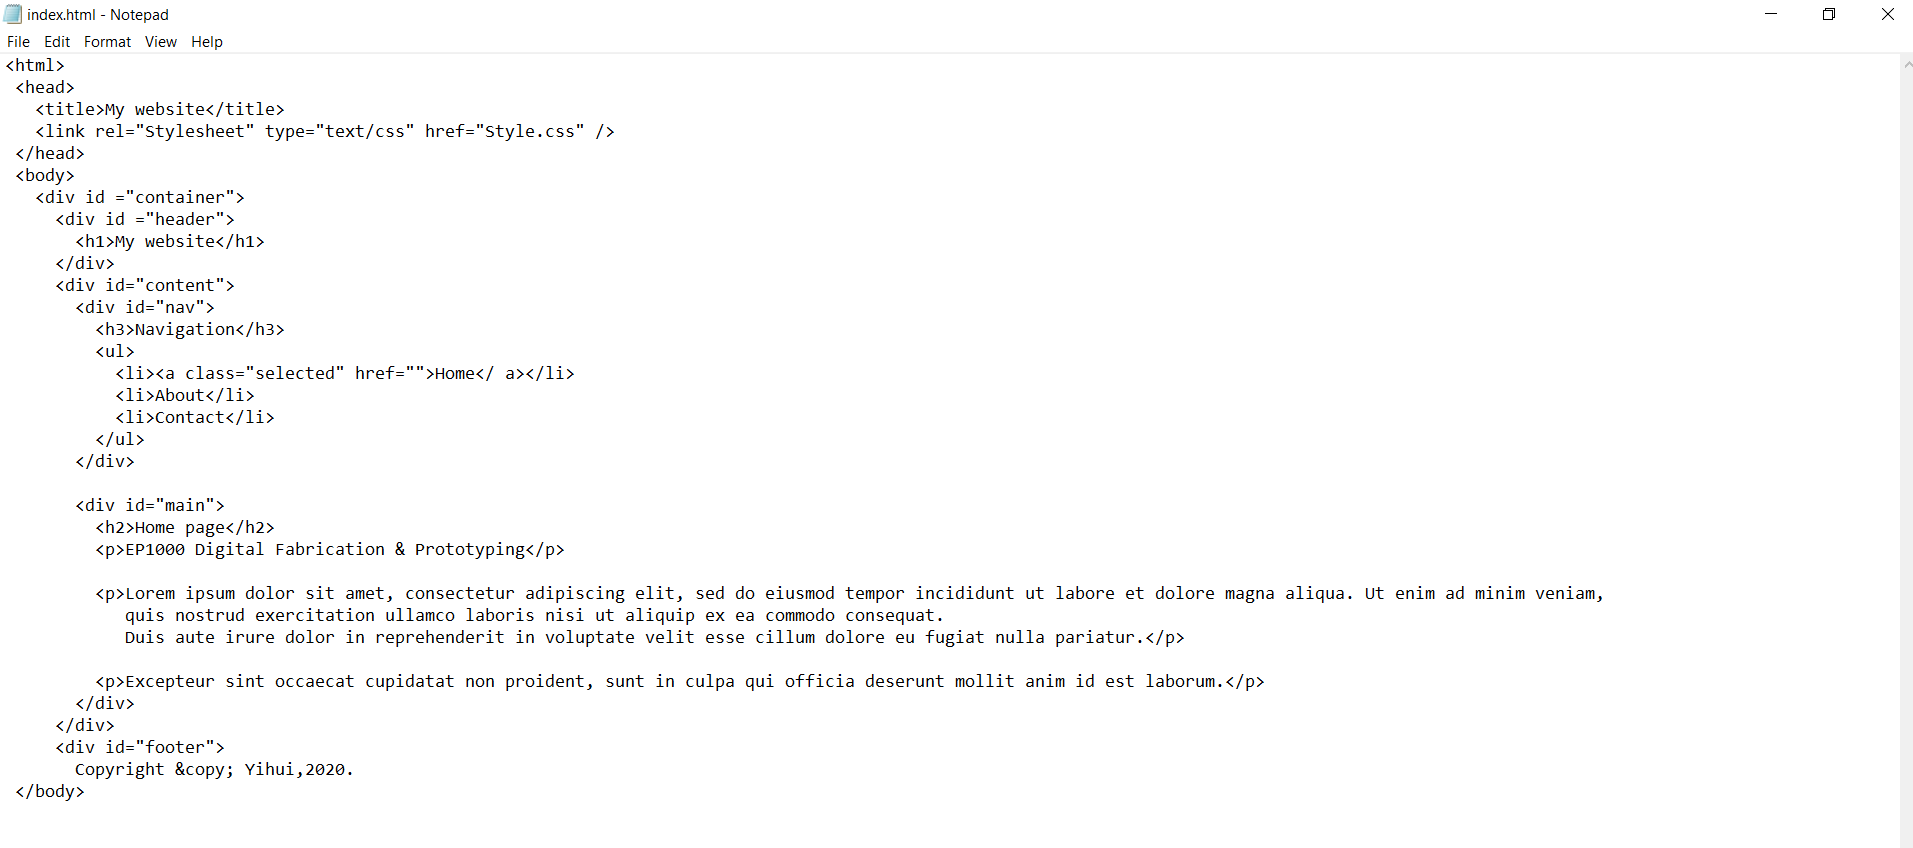 index.html - Notepad
File Edit Format View Help
<html>
 <head>
   <title>My website</title>
   <link rel="Stylesheet" type="text/css" href="Style.css" />
 </head>
 <body>
   <div id ="container">
     <div id ="header">
       <h1>My website</h1>
     </div>
     <div id="content">
       <div id="nav">
         <h3>Navigation</h3>
         <ul>
           <li><a class="selected" href="">Home</ a></li>
           <li>About</li>
           <li>Contact</li>
         </ul>
       </div>

       <div id="main">
         <h2>Home page</h2>
         <p>EP1000 Digital Fabrication & Prototyping</p>

         <p>Lorem ipsum dolor sit amet, consectetur adipiscing elit, sed do eiusmod tempor incididunt ut labore et dolore magna aliqua. Ut enim ad minim veniam,
            quis nostrud exercitation ullamco laboris nisi ut aliquip ex ea commodo consequat.
            Duis aute irure dolor in reprehenderit in voluptate velit esse cillum dolore eu fugiat nulla pariatur.</p>

         <p>Excepteur sint occaecat cupidatat non proident, sunt in culpa qui officia deserunt mollit anim id est laborum.</p>
       </div>
     </div>
     <div id="footer">
       Copyright &copy; Yihui,2020.
 </body>